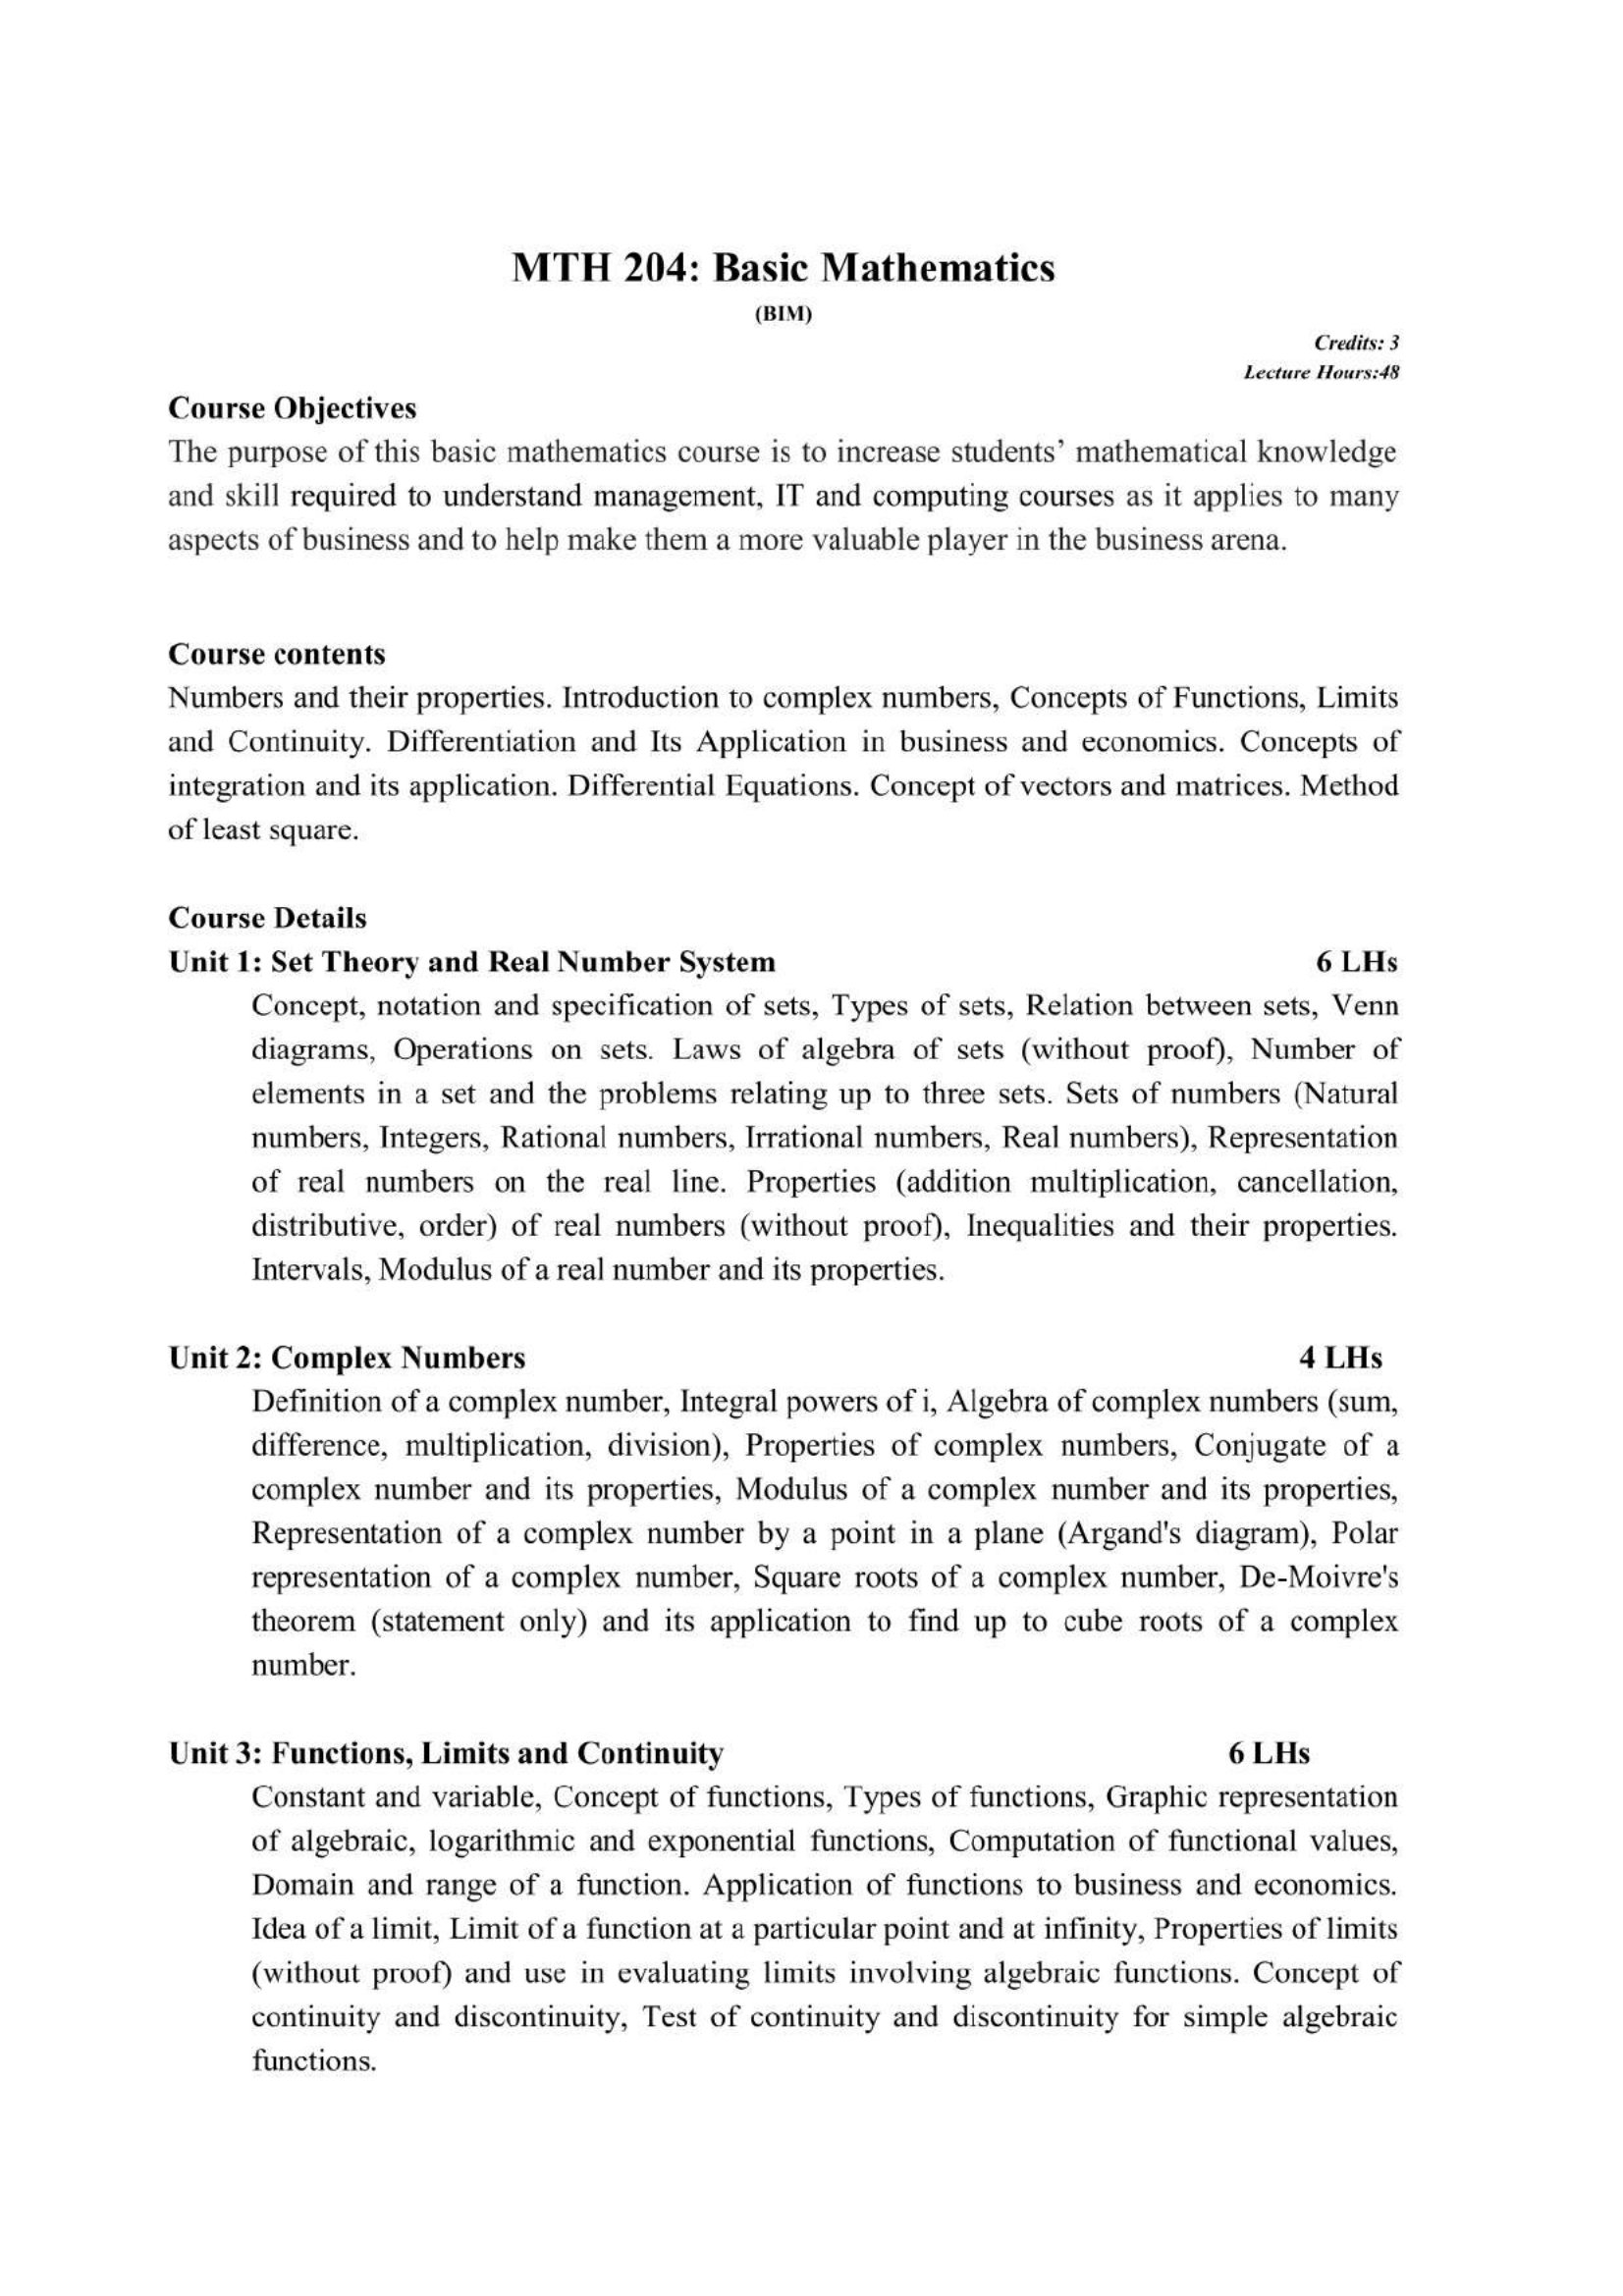 MTH 204: Basic Mathematics
(BIM)
Credits: 3
Lecture Hours:48
Course Objectives
The purpose of this basic mathematics course is to increase students’ mathematical knowledge
and skill required to understand management, IT and computing courses as it applies to many
aspects of business and to help make them a more valuable player in the business arena.
Course contents
Numbers and their properties. Introduction to complex numbers, Concepts of Functions, Limits
and Continuity. Differentiation and Its Application in business and economics. Concepts of
integration and its application. Differential Equations. Concept of vectors and matrices. Method
of least square.
Course Details
Unit 1: Set Theory and Real Number System 6 LHs
Concept, notation and specification of sets, Types of sets, Relation between sets, Venn
diagrams, Operations on sets. Laws of algebra of sets (without proof), Number of
elements in a set and the problems relating up to three sets. Sets of numbers (Natural
numbers, Integers, Rational numbers, Irrational numbers, Real numbers), Representation
of real numbers on the real line. Properties (addition multiplication, cancellation,
distributive, order) of real numbers (without proof), Inequalities and their properties.
Intervals, Modulus of a real number and its properties.
Unit 2: Complex Numbers 4 LHs
Definition of a complex number, Integral powers of i, Algebra of complex numbers (sum,
difference, multiplication, division), Properties of complex numbers, Conjugate of a
complex number and its properties, Modulus of a complex number and its properties,
Representation of a complex number by a point in a plane (Argand's diagram), Polar
representation of a complex number, Square roots of a complex number, De-Moivre's
theorem (statement only) and its application to find up to cube roots of a complex
number.
Unit 3: Functions, Limits and Continuity 6 LHs
Constant and variable, Concept of functions, Types of functions, Graphic representation
of algebraic, logarithmic and exponential functions, Computation of functional values,
Domain and range of a function. Application of functions to business and economics.
Idea of a limit, Limit of a function at a particular point and at infinity, Properties of limits
(without proof) and use in evaluating limits involving algebraic functions. Concept of
continuity and discontinuity, Test of continuity and discontinuity for simple algebraic
functions.